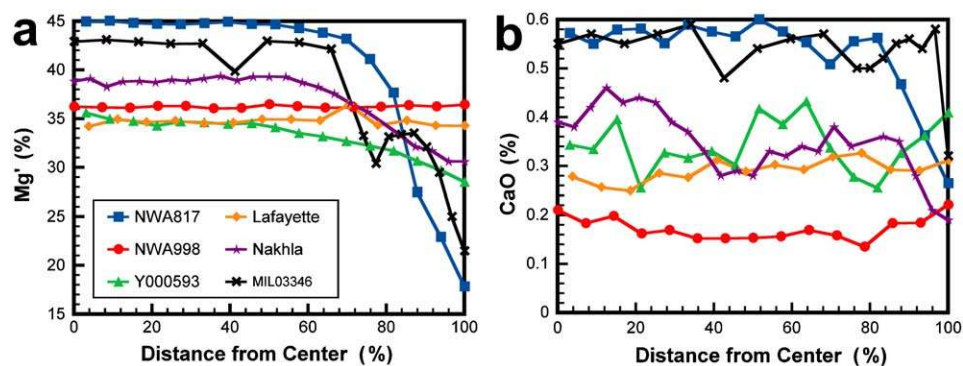 a
45
40
35
30
25
20
15
Mg' (%)
NWA817
NWA998
Y000593
Lafayette
Nakhla
MIL03346
0 20 40 60 80 100
Distance from Center (%)
b
0.6
0.5
0.4
0.3
0.2
0.1
0
CaO (%)
0 20 40 60 80 100
Distance from Center (%)